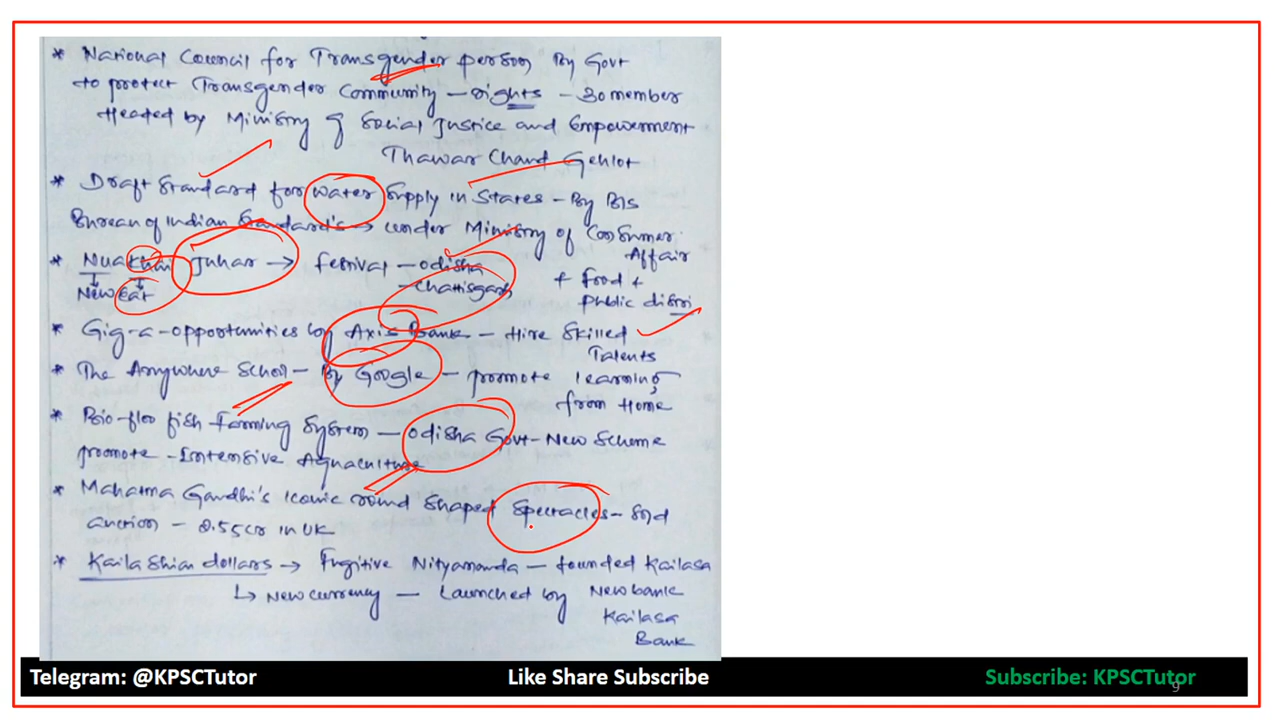 * National Council for Transgender person By Govt
to protect Transgender Community - rights - 30 member
Headed by Ministry of Social Justice and Empowerment
Thawar Chand Gehlot
* Draft Standard for Water Supply in States - By BIS
Bureau of Indian Standard's → under Ministry of Consumer
Affair
* Nuakhai Juhar → festival - odisha
- Chattisgarh
+ food +
New eat
public distri
* Gig-a-opportunities by Axis Bank - Hire Skilled
Talents
* The Anywhere School - By Google - promote learning
from Home
* Bio-floc fish Farming System - Odisha Govt - New Scheme
promote - Intensive Aquaculture
* Mahatma Gandhi's iconic round shaped Spectacles - Sold
auction - 2.55cr in UK
* Kailashian dollars → Fugitive Nityananda - founded Kailasa
↳ New currency - Launched by New bank
Kailasa
Bank
Telegram: @KPSCTutor Like Share Subscribe Subscribe: KPSCTutor
9